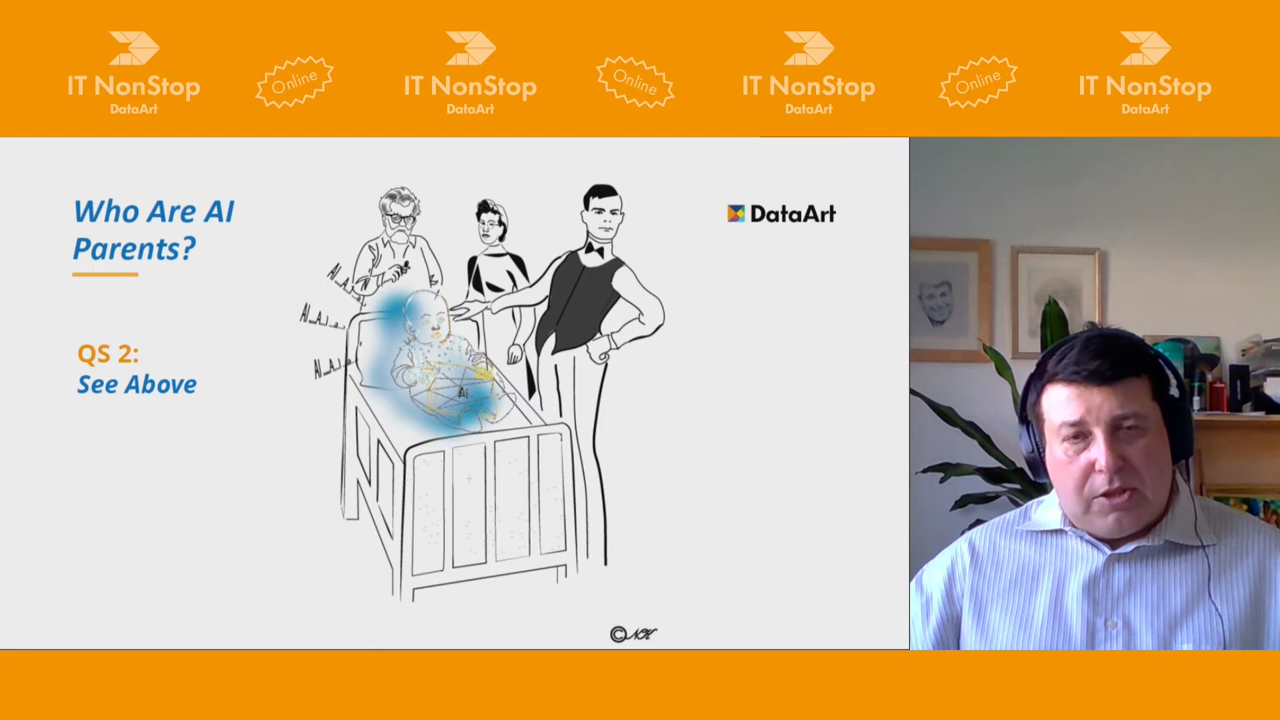 IT NonStop
DataArt
Online
IT NonStop
DataArt
Online
IT NonStop
DataArt
Online
IT NonStop
DataArt
Who Are AI
Parents?
DataArt
QS 2:
See Above
Ai